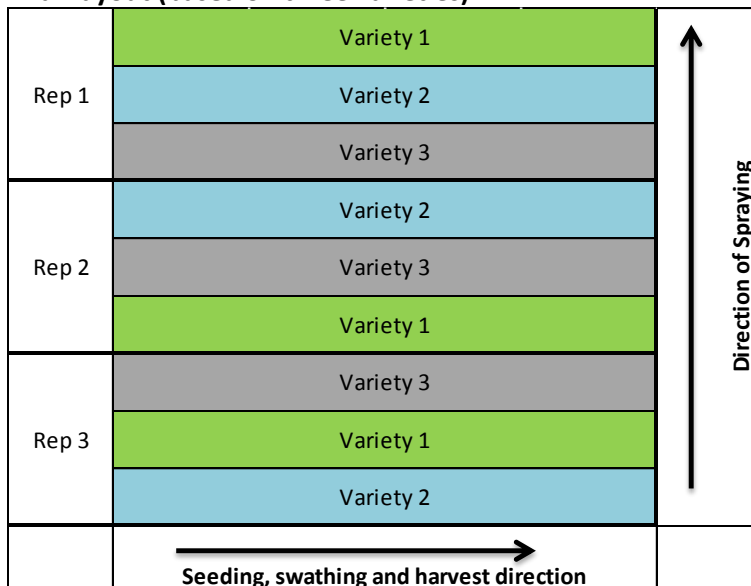 Variety 1
Rep 1
Variety 2
Variety 3
Variety 2
Rep 2
Variety 3
Variety 1
Variety 3
Rep 3
Variety 1
Variety 2
Direction of Spraying
Seeding, swathing and harvest direction